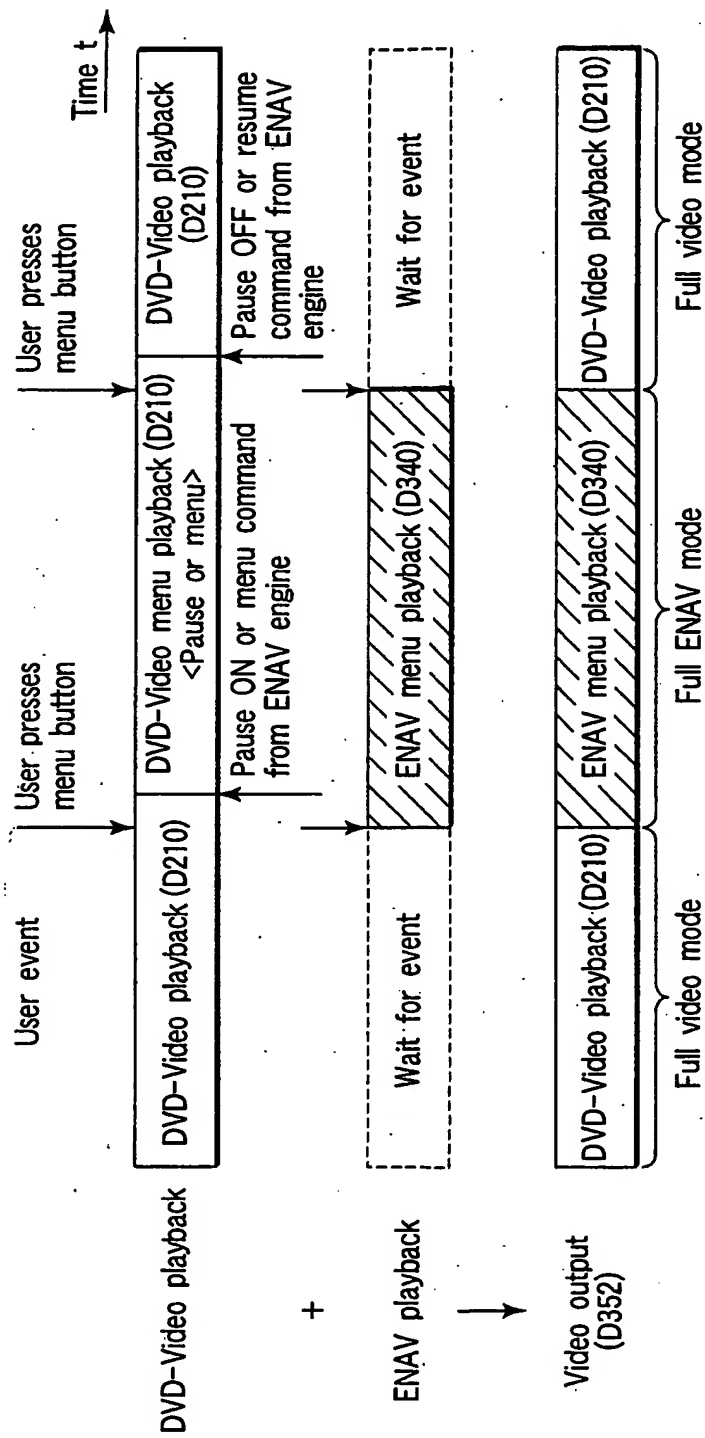 Time t
User event
User presses
menu button
User presses
menu button
DVD-Video playback
DVD-Video playback (D210)
DVD-Video menu playback (D210)
<Pause or menu>
DVD-Video playback
(D210)
Pause ON or menu command
from ENAV engine
Pause OFF or resume
command from ENAV
engine
+
ENAV playback
Wait for event
ENAV menu playback (D340)
Wait for event
Video output
(D352)
DVD-Video playback (D210)
ENAV menu playback (D340)
DVD-Video playback (D210)
Full video mode
Full ENAV mode
Full video mode